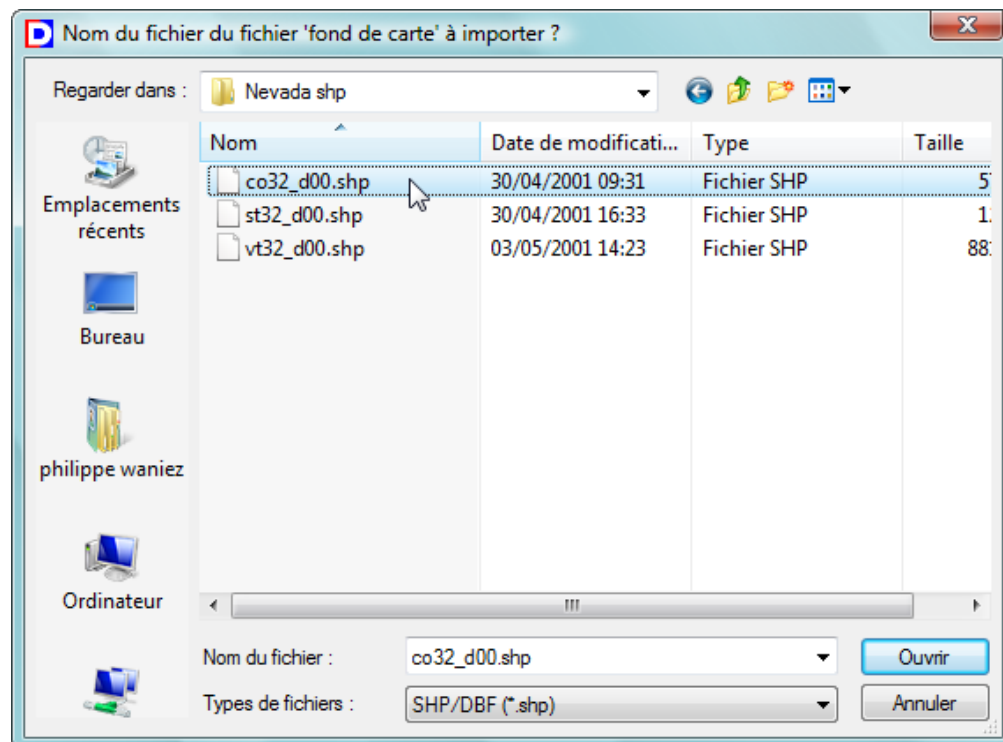 D Nom du fichier du fichier 'fond de carte' à importer ?
Regarder dans : Nevada shp
Nom Date de modificati... Type Taille
co32_d00.shp 30/04/2001 09:31 Fichier SHP
st32_d00.shp 30/04/2001 16:33 Fichier SHP
vt32_d00.shp 03/05/2001 14:23 Fichier SHP
Emplacements
récents
Bureau
philippe waniez
Ordinateur
Nom du fichier : co32_d00.shp Ouvrir
Types de fichiers : SHP/DBF (*.shp) Annuler